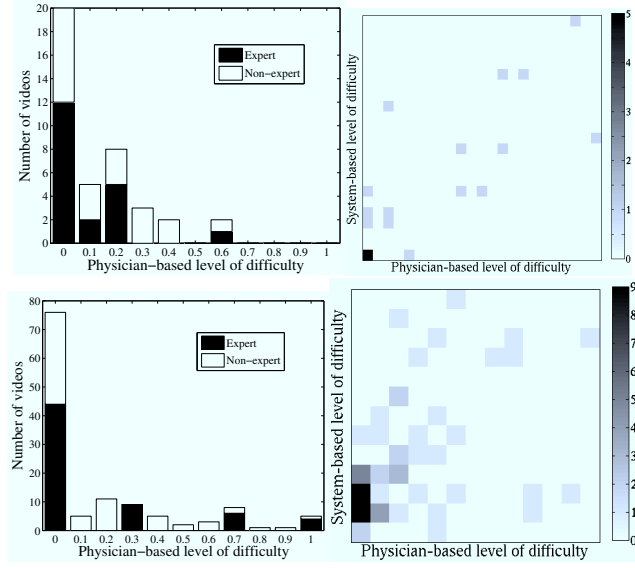 20
18
16
14
12
10
8
6
4
2
0
Number of videos
Expert
Non-expert
0 0.1 0.2 0.3 0.4 0.5 0.6 0.7 0.8 0.9 1
Physician-based level of difficulty
System-based level of difficulty
Physician-based level of difficulty
5
4
3
2
1
0
80
70
60
50
40
30
20
10
0
Number of videos
Expert
Non-expert
0 0.1 0.2 0.3 0.4 0.5 0.6 0.7 0.8 0.9 1
Physician-based level of difficulty
System-based level of difficulty
Physician-based level of difficulty
9
8
7
6
5
4
3
2
1
0